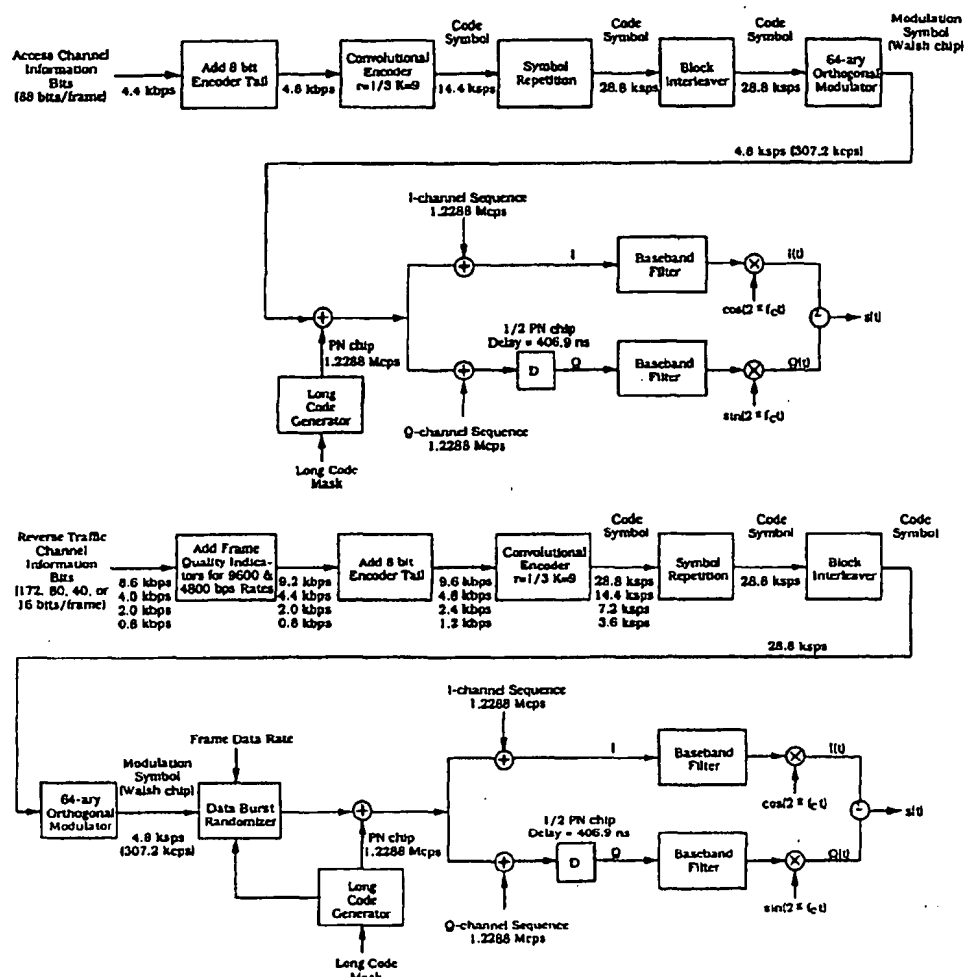 Access Channel
Information
Bits
(88 bits/frame)
4.4 kbps
Add 8 bit
Encoder Tail
4.8 kbps
Convolutional
Encoder
r=1/3 K=9
Code
Symbol
14.4 ksps
Symbol
Repetition
Code
Symbol
28.8 ksps
Block
Interleaver
Code
Symbol
28.8 ksps
64-ary
Orthogonal
Modulator
Modulation
Symbol
(Walsh chip)
4.8 ksps (307.2 kcps)
I-channel Sequence
1.2288 Mcps
I
Baseband
Filter
I(t)
cos(2 π fct)
s(t)
PN chip
1.2288 Mcps
Long
Code
Generator
Long Code
Mask
1/2 PN chip
Delay = 406.9 ns
D
Q
Baseband
Filter
Q(t)
sin(2 π fct)
Q-channel Sequence
1.2288 Mcps
Reverse Traffic
Channel
Information
Bits
(172, 80, 40, or
16 bits/frame)
8.6 kbps
4.0 kbps
2.0 kbps
0.8 kbps
Add Frame
Quality Indica-
tors for 9600 &
4800 bps Rates
9.2 kbps
4.4 kbps
2.0 kbps
0.8 kbps
Add 8 bit
Encoder Tail
9.6 kbps
4.8 kbps
2.4 kbps
1.2 kbps
Convolutional
Encoder
r=1/3 K=9
Code
Symbol
28.8 ksps
14.4 ksps
7.2 ksps
3.6 ksps
Symbol
Repetition
Code
Symbol
28.8 ksps
Block
Interleaver
Code
Symbol
28.8 ksps
64-ary
Orthogonal
Modulator
Modulation
Symbol
(Walsh chip)
4.8 ksps
(307.2 kcps)
Frame Data Rate
Data Burst
Randomizer
PN chip
1.2288 Mcps
Long
Code
Generator
Long Code
Mask
I-channel Sequence
1.2288 Mcps
I
Baseband
Filter
I(t)
cos(2 π fct)
s(t)
1/2 PN chip
Delay = 406.9 ns
D
Q
Baseband
Filter
Q(t)
sin(2 π fct)
Q-channel Sequence
1.2288 Mcps